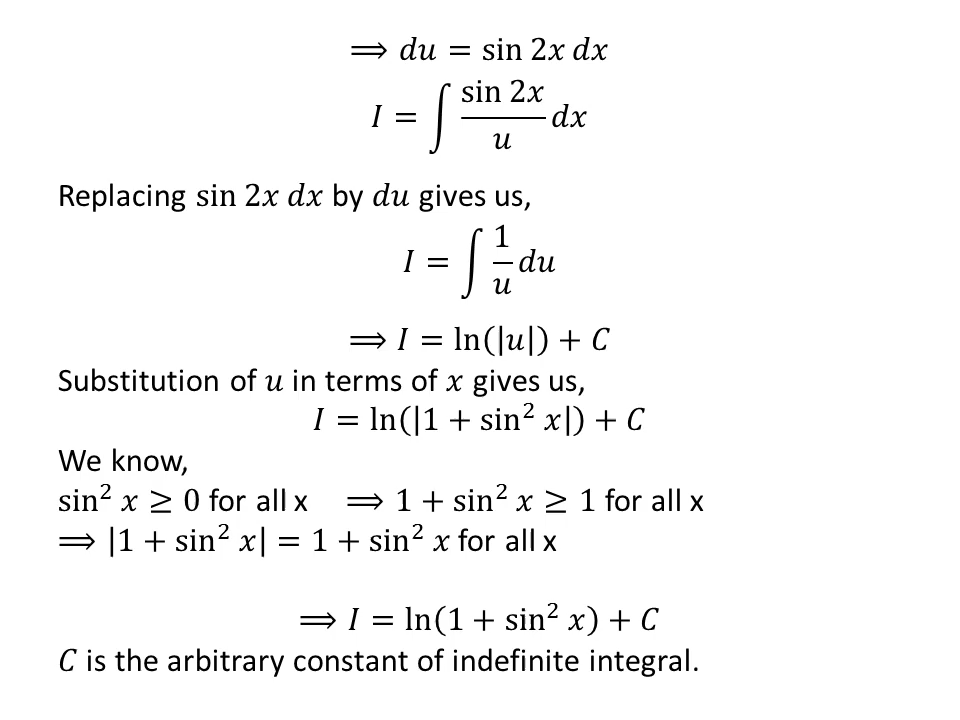 ⟹ 𝑑𝑢 = sin 2𝑥 𝑑𝑥
𝐼 = ∫ sin 2𝑥 / 𝑢 𝑑𝑥
Replacing sin 2𝑥 𝑑𝑥 by 𝑑𝑢 gives us,
𝐼 = ∫ 1 / 𝑢 𝑑𝑢
⟹ 𝐼 = ln(|𝑢|) + 𝐶
Substitution of 𝑢 in terms of 𝑥 gives us,
𝐼 = ln(|1 + sin² 𝑥|) + 𝐶
We know,
sin² 𝑥 ≥ 0 for all x ⟹ 1 + sin² 𝑥 ≥ 1 for all x
⟹ |1 + sin² 𝑥| = 1 + sin² 𝑥 for all x
⟹ 𝐼 = ln(1 + sin² 𝑥) + 𝐶
𝐶 is the arbitrary constant of indefinite integral.